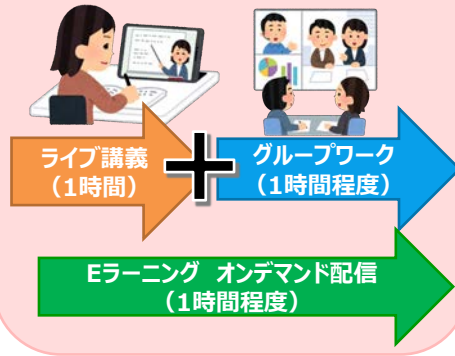 ライブ講義
（1時間）
グループワーク
（1時間程度）
Eラーニング オンデマンド配信
（1時間程度）